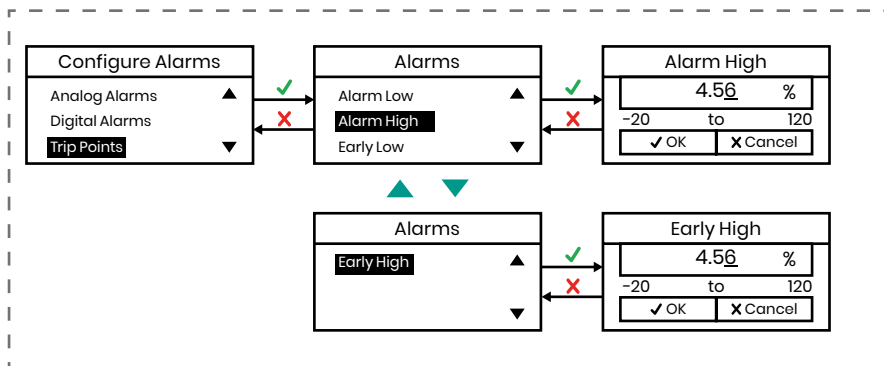 Configure Alarms
Analog Alarms
Digital Alarms
Trip Points
Alarms
Alarm Low
Alarm High
Early Low
Alarm High
4.56 %
-20 to 120
✓ OK ✗ Cancel
Alarms
Early High
Early High
4.56 %
-20 to 120
✓ OK ✗ Cancel